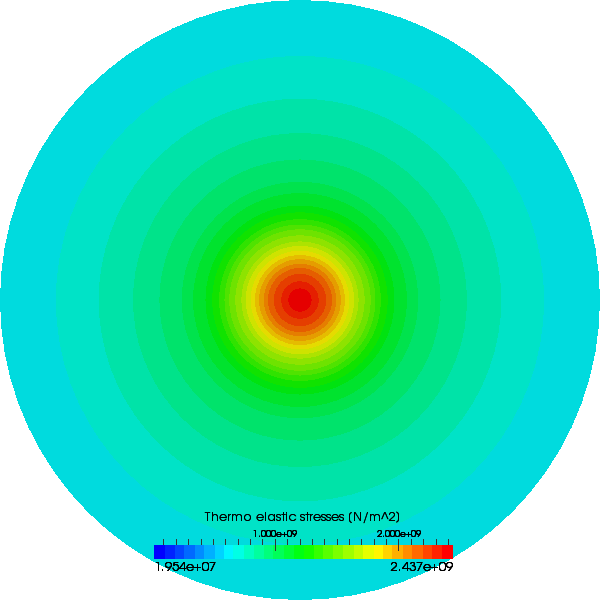 Thermo elastic stresses (N/m^2)
1.000e+09 2.000e+09
1.954e+07 2.437e+09